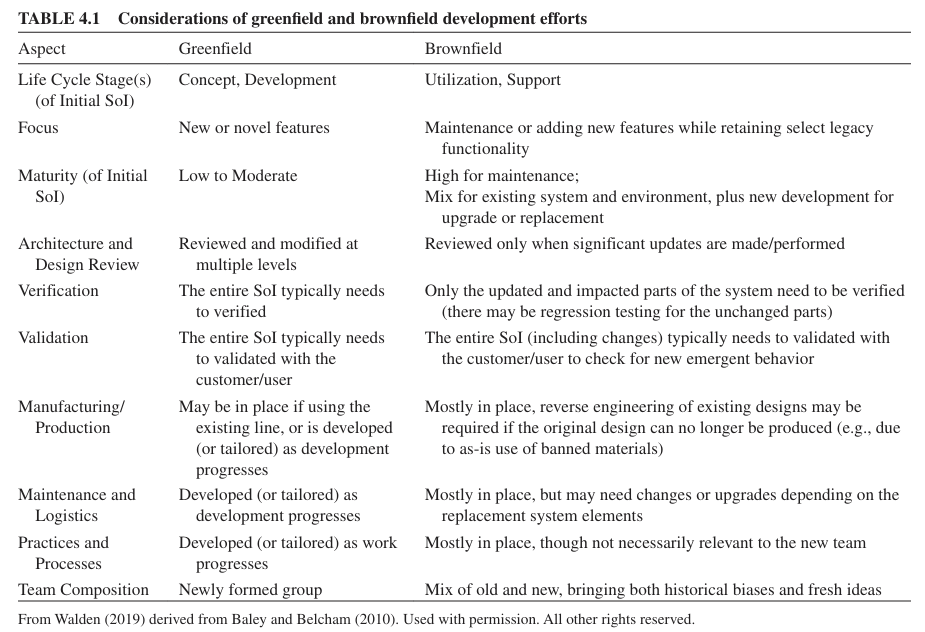 TABLE 4.1 Considerations of greenfield and brownfield development efforts
Aspect Greenfield Brownfield
Life Cycle Stage(s) Concept, Development Utilization, Support
(of Initial SoI)
Focus New or novel features Maintenance or adding new features while retaining select legacy
functionality
Maturity (of Initial Low to Moderate High for maintenance;
SoI) Mix for existing system and environment, plus new development for
upgrade or replacement
Architecture and Reviewed and modified at Reviewed only when significant updates are made/performed
Design Review multiple levels
Verification The entire SoI typically needs Only the updated and impacted parts of the system need to be verified
to verified (there may be regression testing for the unchanged parts)
Validation The entire SoI typically needs The entire SoI (including changes) typically needs to validated with
to validated with the the customer/user to check for new emergent behavior
customer/user
Manufacturing/ May be in place if using the Mostly in place, reverse engineering of existing designs may be
Production existing line, or is developed required if the original design can no longer be produced (e.g., due
(or tailored) as development to as-is use of banned materials)
progresses
Maintenance and Developed (or tailored) as Mostly in place, but may need changes or upgrades depending on the
Logistics development progresses replacement system elements
Practices and Developed (or tailored) as work Mostly in place, though not necessarily relevant to the new team
Processes progresses
Team Composition Newly formed group Mix of old and new, bringing both historical biases and fresh ideas
From Walden (2019) derived from Baley and Belcham (2010). Used with permission. All other rights reserved.